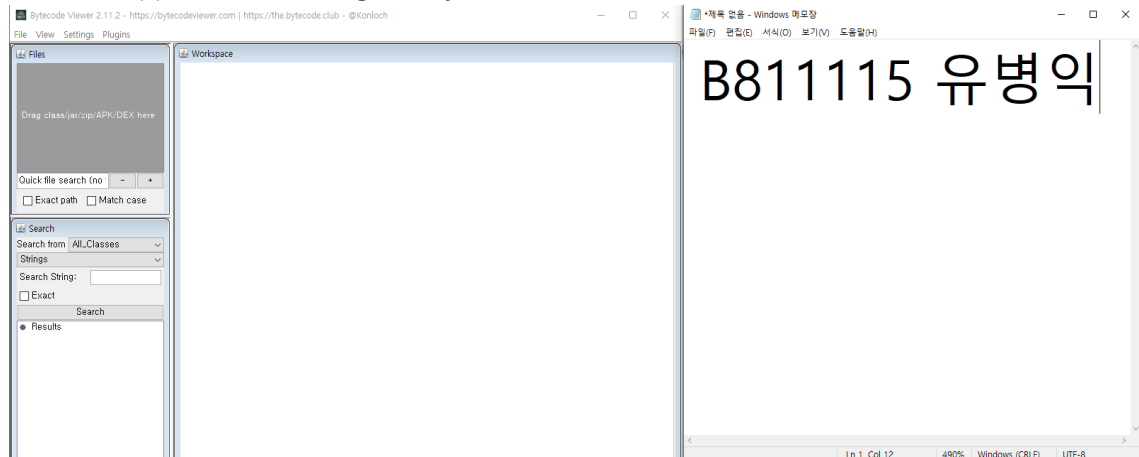 Bytecode Viewer 2.11.2 - https://bytecodeviewer.com | https://the.bytecode.club - @Konloch
File View Settings Plugins
Files
Drag class/jar/zip/APK/DEX here
Quick file search (no
- +
Exact path Match case
Search
Search from All_Classes
Strings
Search String:
Exact
Search
Results
Workspace
*제목 없음 - Windows 메모장
파일(F) 편집(E) 서식(O) 보기(V) 도움말(H)
B811115 유병익
Ln 1, Col 12 490% Windows (CRLF) UTF-8